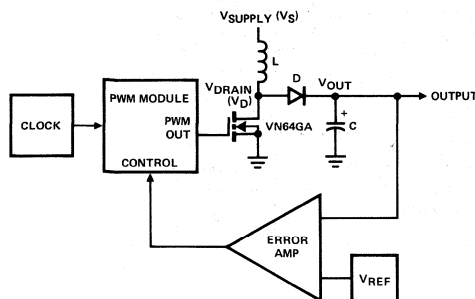 VSUPPLY (VS)
L
VDRAIN
(VD)
D
VOUT
OUTPUT
PWM MODULE
PWM
OUT
CONTROL
CLOCK
VN64GA
+
C
ERROR
AMP
VREF